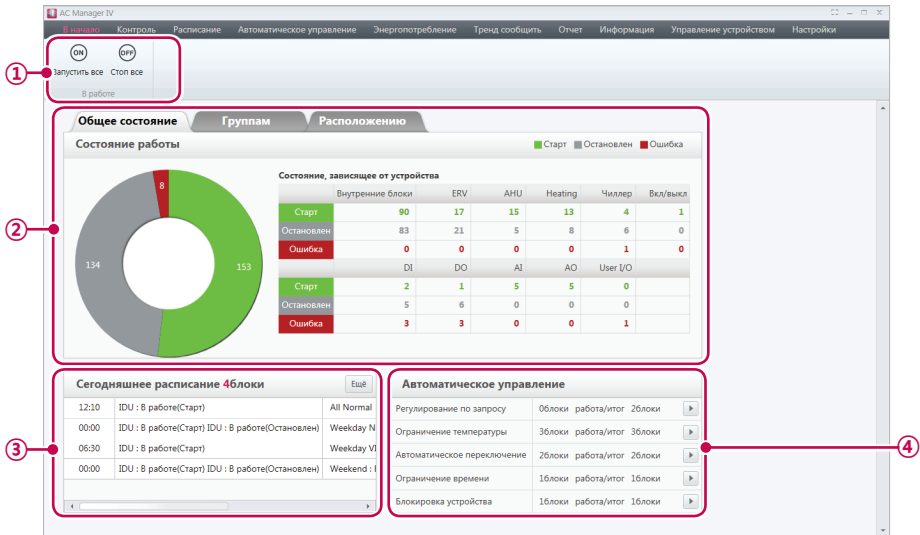 AC Manager IV
В начало Контроль Расписание Автоматическое управление Энергопотребление Тренд сообщить Отчет Информация Управление устройством Настройки
ON OFF
Запустить все Стоп все
В работе
1
Общее состояние Группам Расположению
Состояние работы Старт Остановлен Ошибка
Состояние, зависящее от устройства
Внутренние блоки ERV AHU Heating Чиллер Вкл/выкл
Старт 90 17 15 13 4 1
Остановлен 83 21 5 8 6 0
Ошибка 0 0 0 0 1 0
DI DO AI AO User I/O
Старт 2 1 5 5 0
Остановлен 5 6 0 0 0
Ошибка 3 3 0 0 1
8
134
153
2
Сегодняшнее расписание 4блоки Ещё
12:10 IDU : В работе(Старт) All Normal
00:00 IDU : В работе(Старт) IDU : В работе(Остановлен) Weekday N
06:30 IDU : В работе(Старт) Weekday VI
00:00 IDU : В работе(Старт) IDU : В работе(Остановлен) Weekend :
3
Автоматическое управление
Регулирование по запросу 0блоки работа/итог 2блоки
Ограничение температуры 3блоки работа/итог 3блоки
Автоматическое переключение 2блоки работа/итог 2блоки
Ограничение времени 1блоки работа/итог 1блоки
Блокировка устройства 1блоки работа/итог 1блоки
4